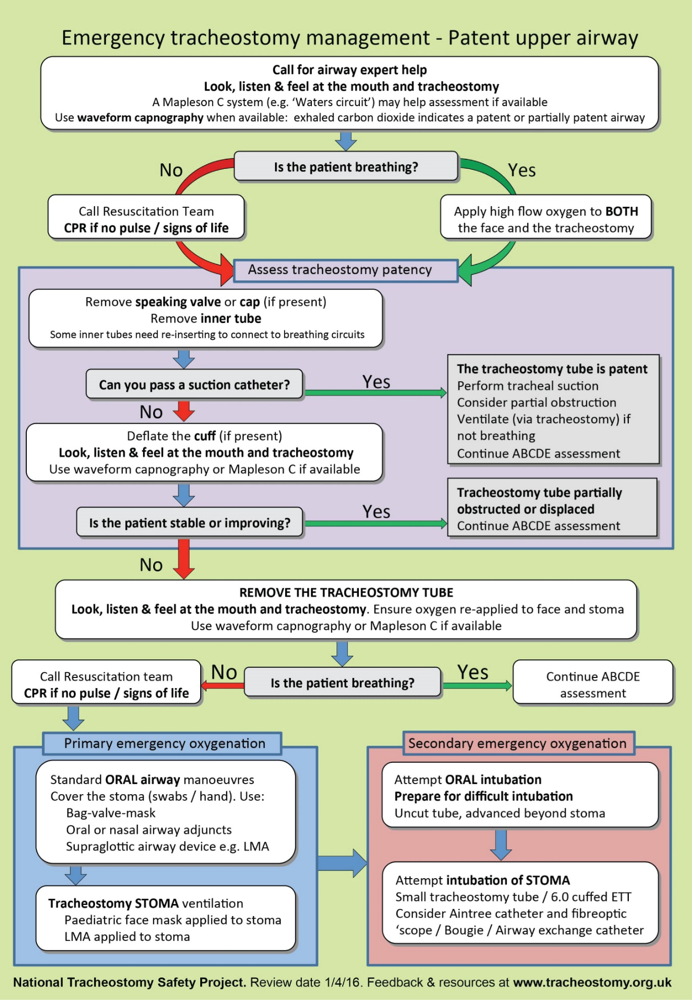 Emergency tracheostomy management - Patent upper airway
Call for airway expert help
Look, listen & feel at the mouth and tracheostomy
A Mapleson C system (e.g. ‘Waters circuit’) may help assessment if available
Use waveform capnography when available: exhaled carbon dioxide indicates a patent or partially patent airway
No
Is the patient breathing?
Yes
Call Resuscitation Team
CPR if no pulse / signs of life
Apply high flow oxygen to BOTH
the face and the tracheostomy
Assess tracheostomy patency
Remove speaking valve or cap (if present)
Remove inner tube
Some inner tubes need re-inserting to connect to breathing circuits
Can you pass a suction catheter?
Yes
The tracheostomy tube is patent
Perform tracheal suction
Consider partial obstruction
Ventilate (via tracheostomy) if
not breathing
Continue ABCDE assessment
No
Deflate the cuff (if present)
Look, listen & feel at the mouth and tracheostomy
Use waveform capnography or Mapleson C if available
Is the patient stable or improving?
Yes
Tracheostomy tube partially
obstructed or displaced
Continue ABCDE assessment
No
REMOVE THE TRACHEOSTOMY TUBE
Look, listen & feel at the mouth and tracheostomy. Ensure oxygen re-applied to face and stoma
Use waveform capnography or Mapleson C if available
Call Resuscitation team
CPR if no pulse / signs of life
No
Is the patient breathing?
Yes
Continue ABCDE
assessment
Primary emergency oxygenation
Standard ORAL airway manoeuvres
Cover the stoma (swabs / hand). Use:
Bag-valve-mask
Oral or nasal airway adjuncts
Supraglottic airway device e.g. LMA
Tracheostomy STOMA ventilation
Paediatric face mask applied to stoma
LMA applied to stoma
Secondary emergency oxygenation
Attempt ORAL intubation
Prepare for difficult intubation
Uncut tube, advanced beyond stoma
Attempt intubation of STOMA
Small tracheostomy tube / 6.0 cuffed ETT
Consider Aintree catheter and fibreoptic
‘scope / Bougie / Airway exchange catheter
National Tracheostomy Safety Project. Review date 1/4/16. Feedback & resources at www.tracheostomy.org.uk